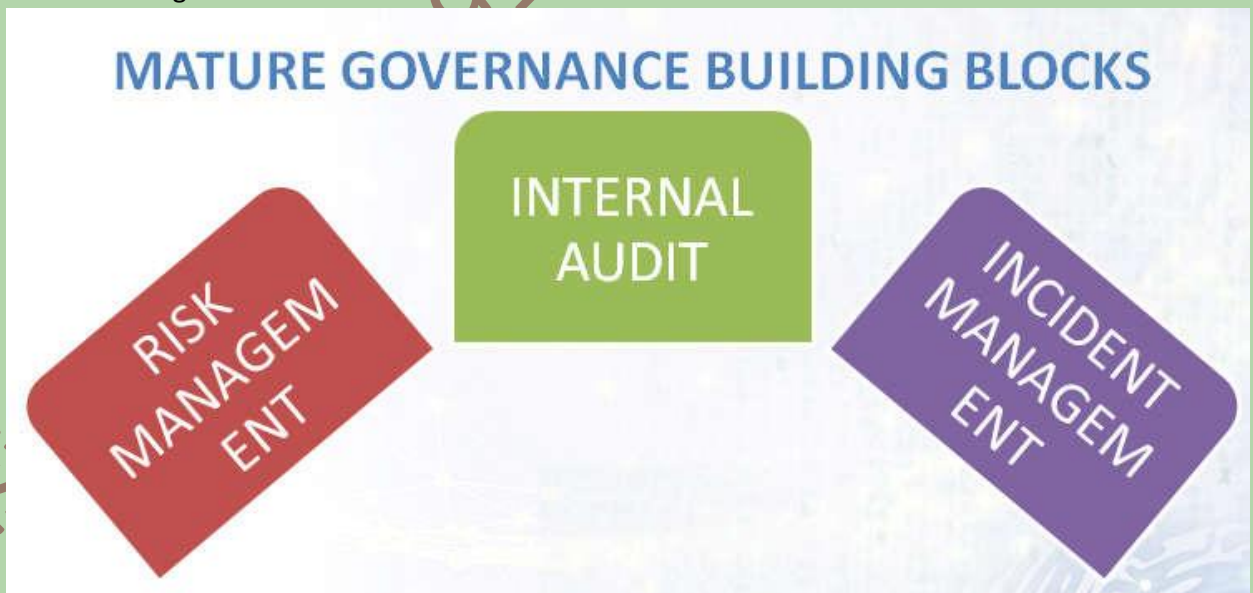 MATURE GOVERNANCE BUILDING BLOCKS
RISK
MANAGEM
ENT
INTERNAL
AUDIT
INCIDENT
MANAGEM
ENT